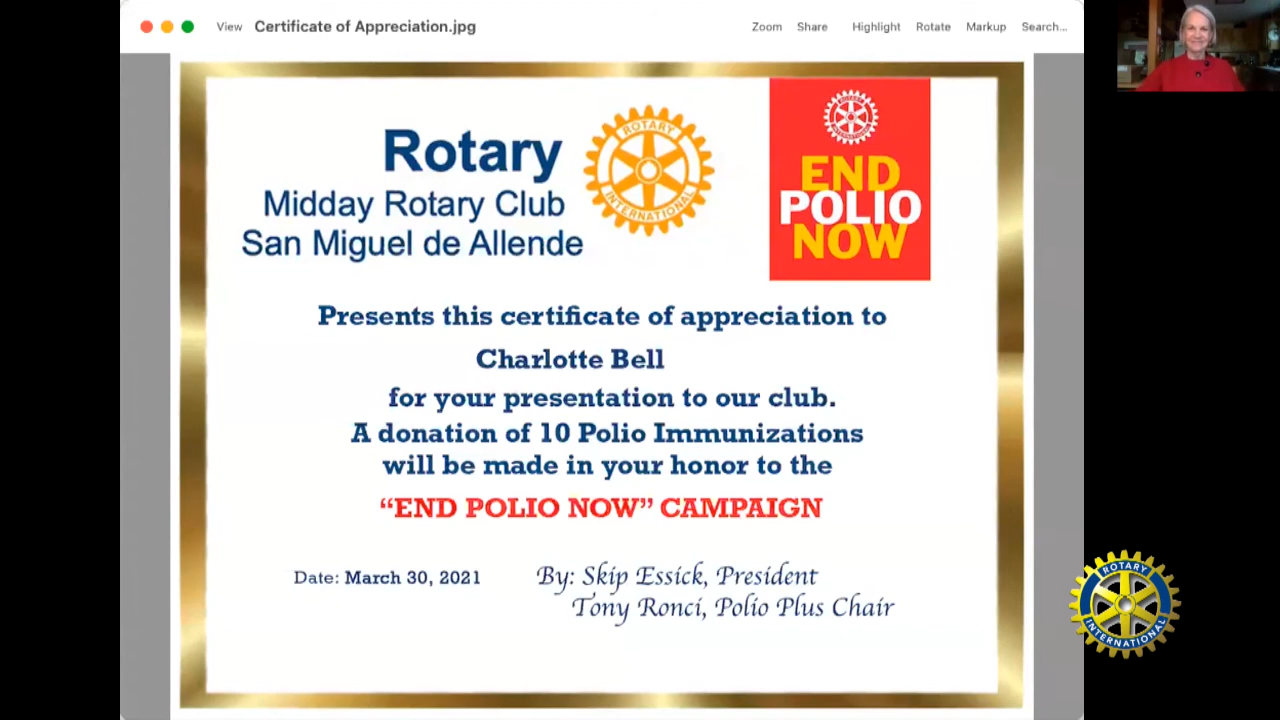 View Certificate of Appreciation.jpg Zoom Share Highlight Rotate Markup Search...
Rotary
Midday Rotary Club
San Miguel de Allende
ROTARY
INTERNATIONAL
ROTARY
INTERNATIONAL
END
POLIO
NOW
Presents this certificate of appreciation to
Charlotte Bell
for your presentation to our club.
A donation of 10 Polio Immunizations
will be made in your honor to the
“END POLIO NOW” CAMPAIGN
Date: March 30, 2021
By: Skip Essick, President
Tony Ronci, Polio Plus Chair
ROTARY
INTERNATIONAL